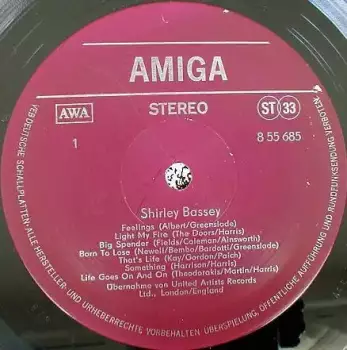 AMIGA
AWA
STEREO
ST 33
1
8 55 685
Shirley Bassey
Feelings (Albert/Greenslade)
Light My Fire (The Doors/Harris)
Big Spender (Fields/Coleman/Ainsworth)
Born To Lose (Newell/Bembo/Bardotti/Greenslade)
That's Life (Kay/Gordon/Paich)
Something (Harrison/Harris)
Life Goes On And On (Theodorakis/Martin/Harris)
Übernahme von United Artists Records
Ltd., London/England
VEB DEUTSCHE SCHALLPLATTEN · ALLE HERSTELLER- UND URHEBERRECHTE VORBEHALTEN. ÜBERSPIELUNG, ÖFFENTLICHE AUFFÜHRUNG UND RUNDFUNKSENDUNG VERBOTEN.